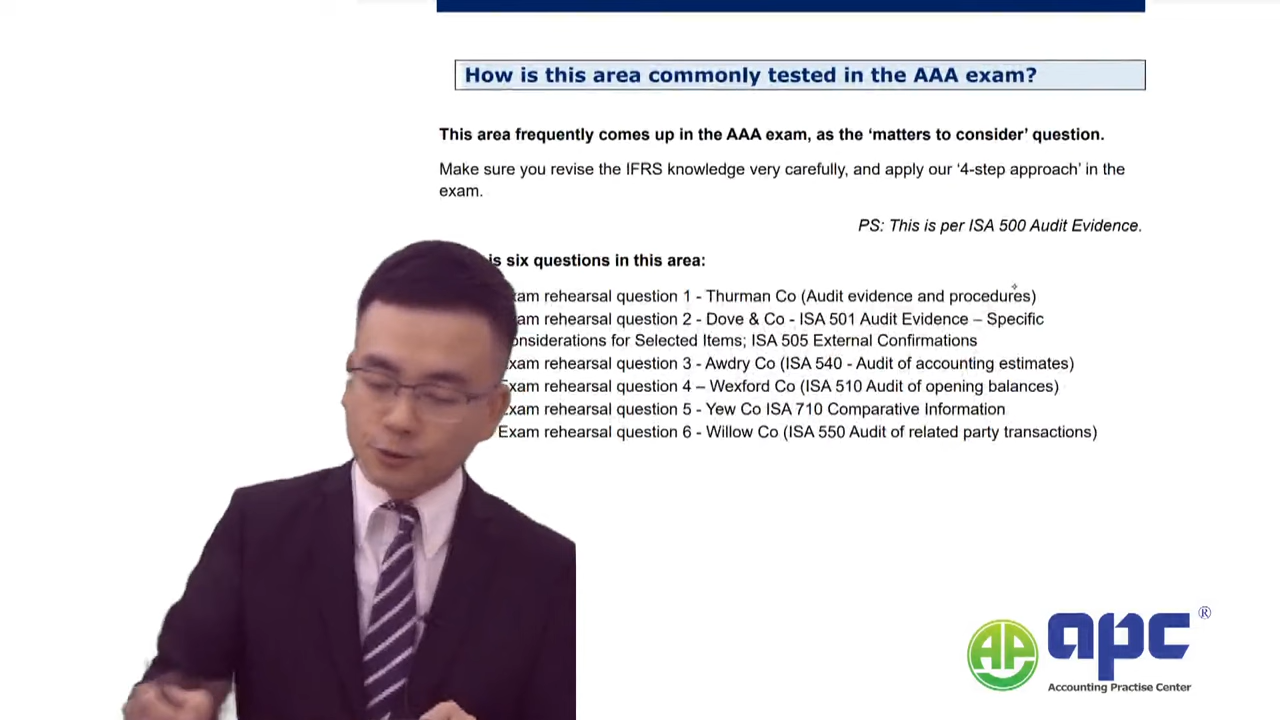 How is this area commonly tested in the AAA exam?
This area frequently comes up in the AAA exam, as the ‘matters to consider’ question.
Make sure you revise the IFRS knowledge very carefully, and apply our ‘4-step approach’ in the
exam.
PS: This is per ISA 500 Audit Evidence.
is six questions in this area:
rehearsal question 1 - Thurman Co (Audit evidence and procedures)
rehearsal question 2 - Dove & Co - ISA 501 Audit Evidence – Specific
for Selected Items; ISA 505 External Confirmations
rehearsal question 3 - Awdry Co (ISA 540 - Audit of accounting estimates)
rehearsal question 4 – Wexford Co (ISA 510 Audit of opening balances)
rehearsal question 5 - Yew Co ISA 710 Comparative Information
Exam rehearsal question 6 - Willow Co (ISA 550 Audit of related party transactions)
AP apc ®
Accounting Practise Center